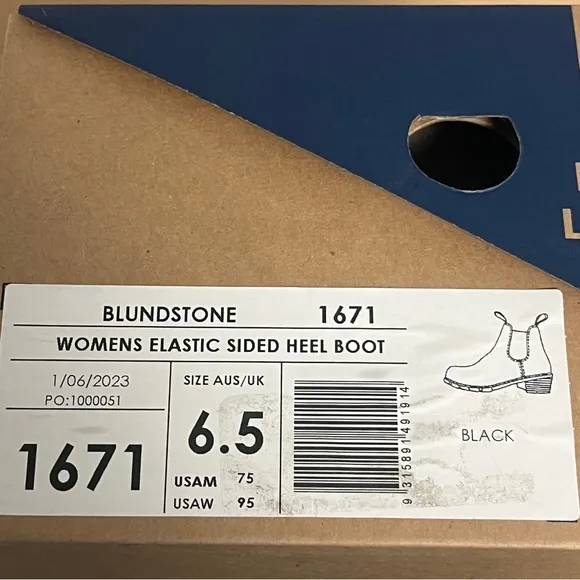 BLUNDSTONE 1671
WOMENS ELASTIC SIDED HEEL BOOT
1/06/2023
PO:1000051
1671
SIZE AUS/UK
6.5
USAM 75
USAW 95
9 315891 491914
BLACK